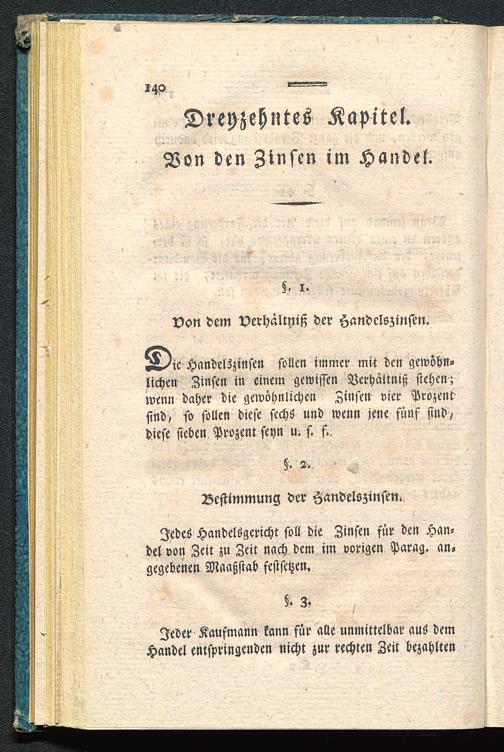 140
Dreyzehntes Kapitel.
Von den Zinsen im Handel.
§. 1.
Von dem Verhältniß der Handelszinsen.
Die Handelszinsen sollen immer mit den gewöhn-
lichen Zinsen in einem gewissen Verhältniß stehen;
wenn daher die gewöhnlichen Zinsen vier Prozent
sind, so sollen diese sechs und wenn jene fünf sind,
diese sieben Prozent seyn u. s. f.
§. 2.
Bestimmung der Handelszinsen.
Jedes Handelsgericht soll die Zinsen für den Han-
del von Zeit zu Zeit nach dem im vorigen Parag. an-
gegebenen Maaßstab festsetzen.
§. 3.
Jeder Kaufmann kann für alle unmittelbar aus dem
Handel entspringenden nicht zur rechten Zeit bezahlten